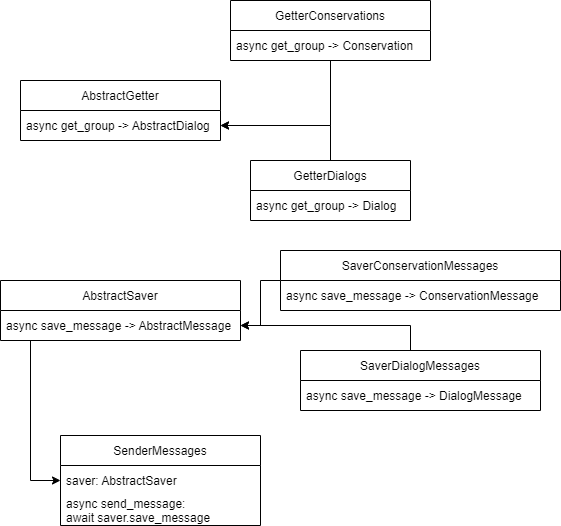 GetterConservations
async get_group -> Conservation
AbstractGetter
async get_group -> AbstractDialog
GetterDialogs
async get_group -> Dialog
SaverConservationMessages
async save_message -> ConservationMessage
AbstractSaver
async save_message -> AbstractMessage
SaverDialogMessages
async save_message -> DialogMessage
SenderMessages
saver: AbstractSaver
async send_message:
await saver.save_message